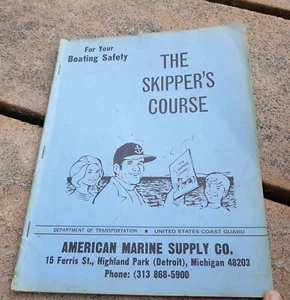 For Your
Boating Safety
THE
SKIPPER'S
COURSE
DEPARTMENT OF TRANSPORTATION ★ UNITED STATES COAST GUARD
AMERICAN MARINE SUPPLY CO.
15 Ferris St., Highland Park (Detroit), Michigan 48203
Phone: (313 868-5900